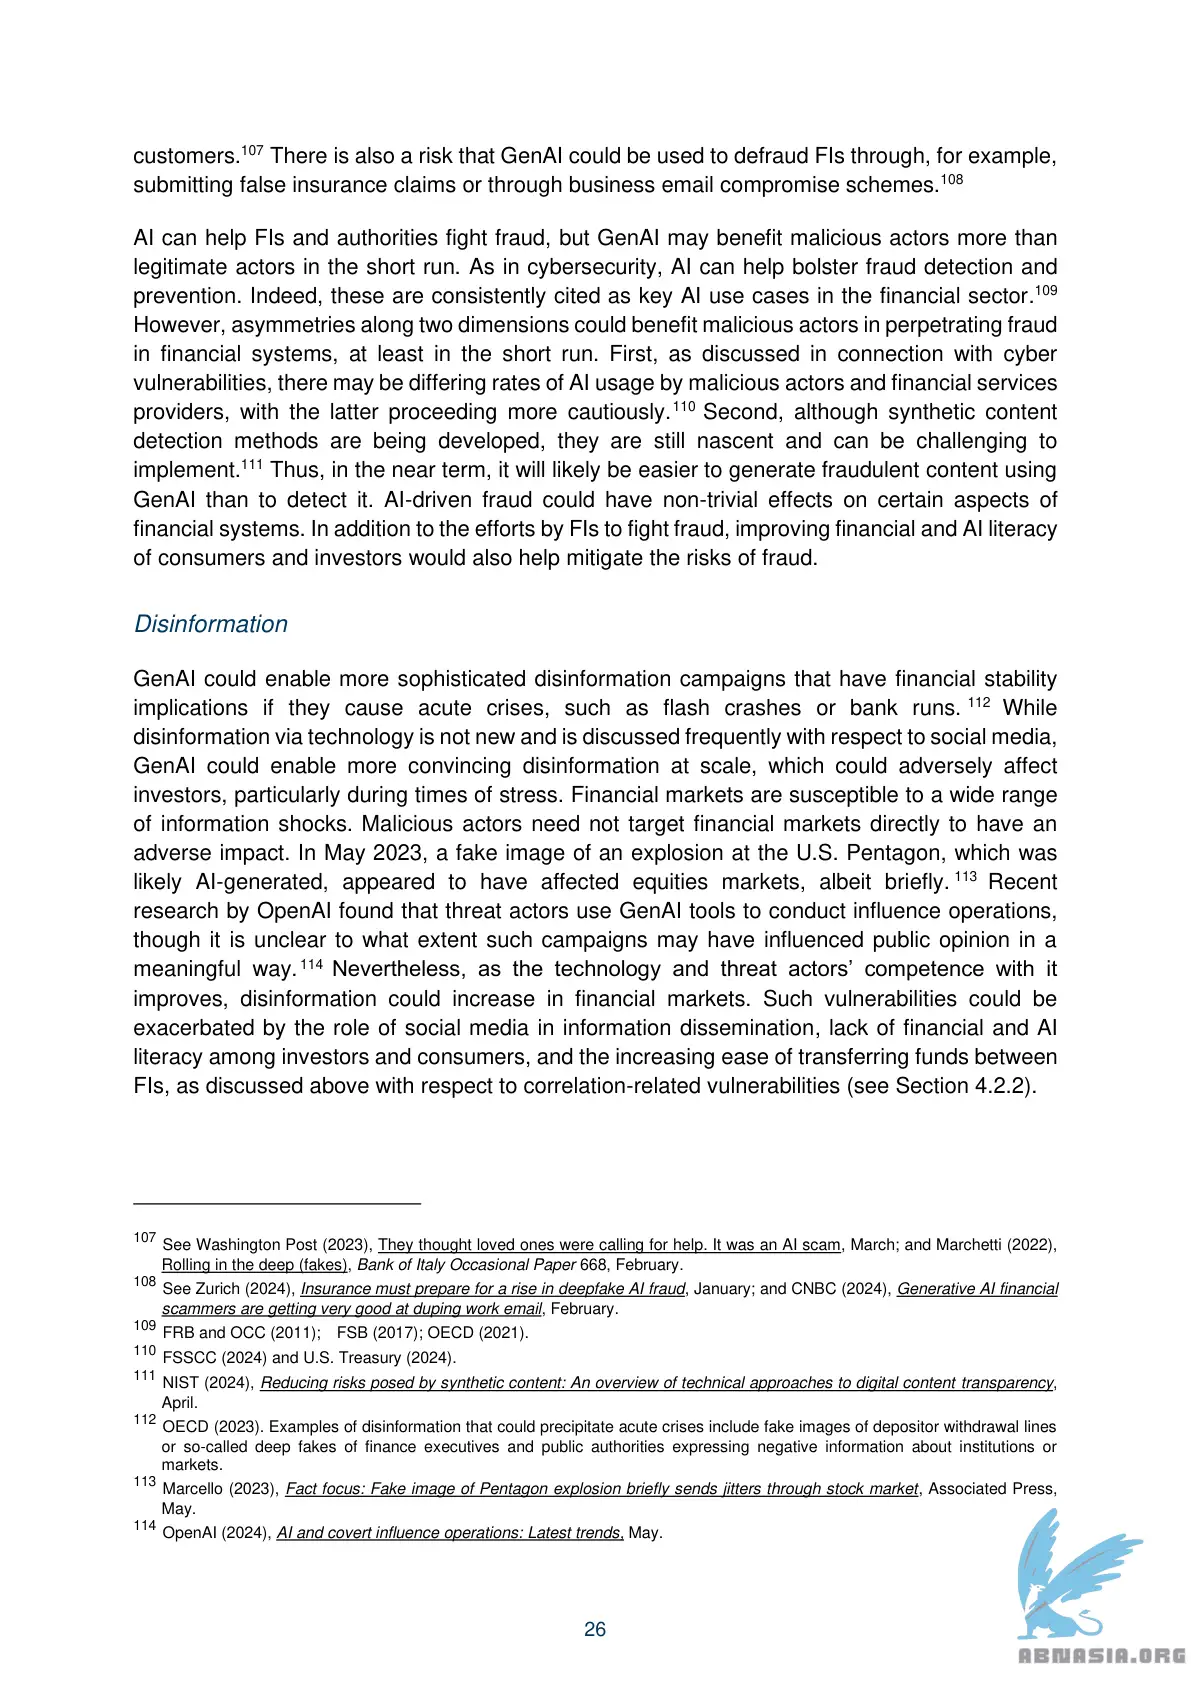 customers.107 There is also a risk that GenAI could be used to defraud FIs through, for example,
submitting false insurance claims or through business email compromise schemes.108
AI can help FIs and authorities fight fraud, but GenAI may benefit malicious actors more than
legitimate actors in the short run. As in cybersecurity, AI can help bolster fraud detection and
prevention. Indeed, these are consistently cited as key AI use cases in the financial sector.109
However, asymmetries along two dimensions could benefit malicious actors in perpetrating fraud
in financial systems, at least in the short run. First, as discussed in connection with cyber
vulnerabilities, there may be differing rates of AI usage by malicious actors and financial services
providers, with the latter proceeding more cautiously.110 Second, although synthetic content
detection methods are being developed, they are still nascent and can be challenging to
implement.111 Thus, in the near term, it will likely be easier to generate fraudulent content using
GenAI than to detect it. AI-driven fraud could have non-trivial effects on certain aspects of
financial systems. In addition to the efforts by FIs to fight fraud, improving financial and AI literacy
of consumers and investors would also help mitigate the risks of fraud.
Disinformation
GenAI could enable more sophisticated disinformation campaigns that have financial stability
implications if they cause acute crises, such as flash crashes or bank runs. 112 While
disinformation via technology is not new and is discussed frequently with respect to social media,
GenAI could enable more convincing disinformation at scale, which could adversely affect
investors, particularly during times of stress. Financial markets are susceptible to a wide range
of information shocks. Malicious actors need not target financial markets directly to have an
adverse impact. In May 2023, a fake image of an explosion at the U.S. Pentagon, which was
likely AI-generated, appeared to have affected equities markets, albeit briefly. 113 Recent
research by OpenAI found that threat actors use GenAI tools to conduct influence operations,
though it is unclear to what extent such campaigns may have influenced public opinion in a
meaningful way. 114 Nevertheless, as the technology and threat actors’ competence with it
improves, disinformation could increase in financial markets. Such vulnerabilities could be
exacerbated by the role of social media in information dissemination, lack of financial and AI
literacy among investors and consumers, and the increasing ease of transferring funds between
FIs, as discussed above with respect to correlation-related vulnerabilities (see Section 4.2.2).
107 See Washington Post (2023), They thought loved ones were calling for help. It was an AI scam, March; and Marchetti (2022),
Rolling in the deep (fakes), Bank of Italy Occasional Paper 668, February.
108 See Zurich (2024), Insurance must prepare for a rise in deepfake AI fraud, January; and CNBC (2024), Generative AI financial
scammers are getting very good at duping work email, February.
109 FRB and OCC (2011); FSB (2017); OECD (2021).
110 FSSCC (2024) and U.S. Treasury (2024).
111 NIST (2024), Reducing risks posed by synthetic content: An overview of technical approaches to digital content transparency,
April.
112 OECD (2023). Examples of disinformation that could precipitate acute crises include fake images of depositor withdrawal lines
or so-called deep fakes of finance executives and public authorities expressing negative information about institutions or
markets.
113 Marcello (2023), Fact focus: Fake image of Pentagon explosion briefly sends jitters through stock market, Associated Press,
May.
114 OpenAI (2024), AI and covert influence operations: Latest trends, May.
26
ABNASIA.ORG